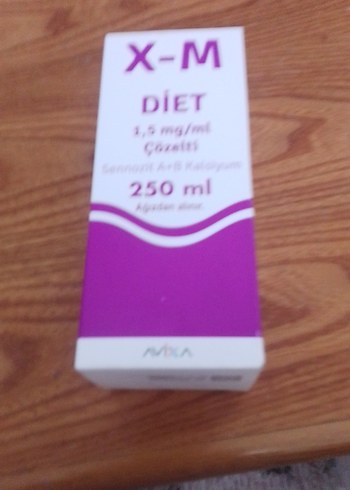 X-M
DİET
1,5 mg/ml
Çözelti
Sennozit A+B Kalsiyum
250 ml
Ağızdan alınır.
AVİXA